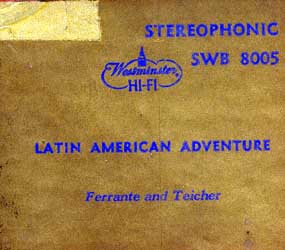 STEREOPHONIC
SWB 8005
Westminster
HI-FI
LATIN AMERICAN ADVENTURE
Ferrante and Teicher